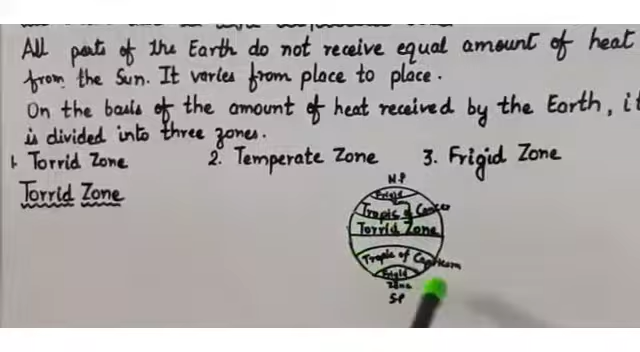 All parts of the Earth do not receive equal amount of heat
from the Sun. It varies from place to place.
On the basis of the amount of heat received by the Earth, it
is divided into three zones.
1. Torrid Zone 2. Temperate Zone 3. Frigid Zone
Torrid Zone
N.P
Frigid
Tropic of Cancer
Torrid Zone
Tropic of Capricorn
Frigid
Zone
S.P